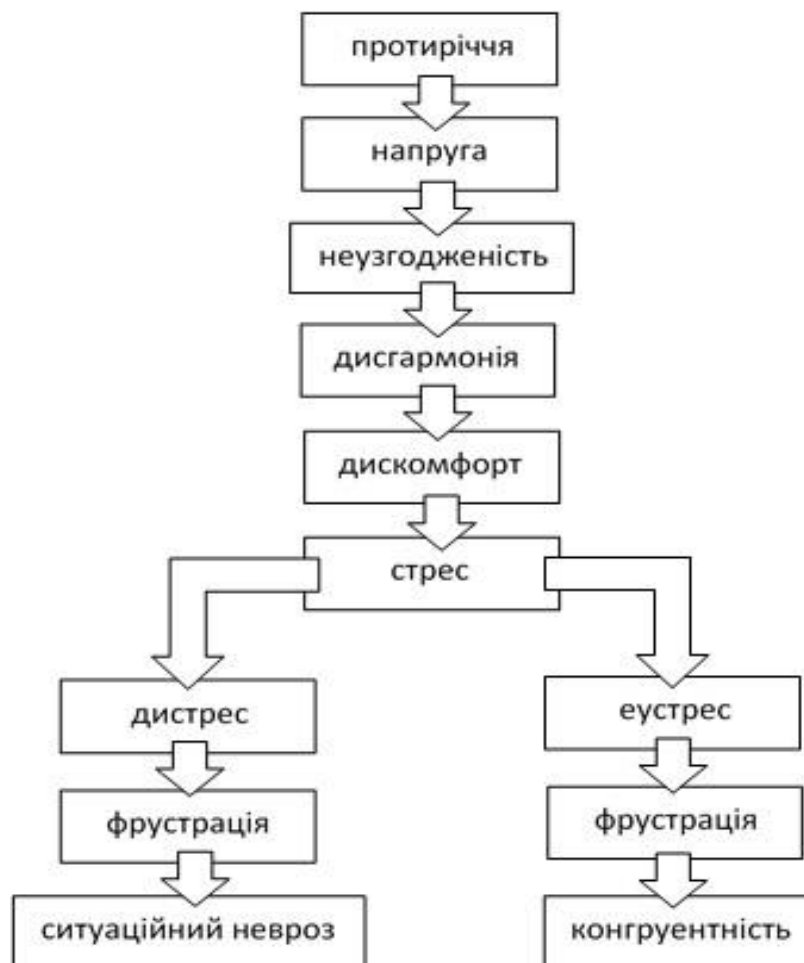 протиріччя
напруга
неузгодженість
дисгармонія
дискомфорт
стрес
дистрес
еустрес
фрустрація
фрустрація
ситуаційний невроз
конгруентність